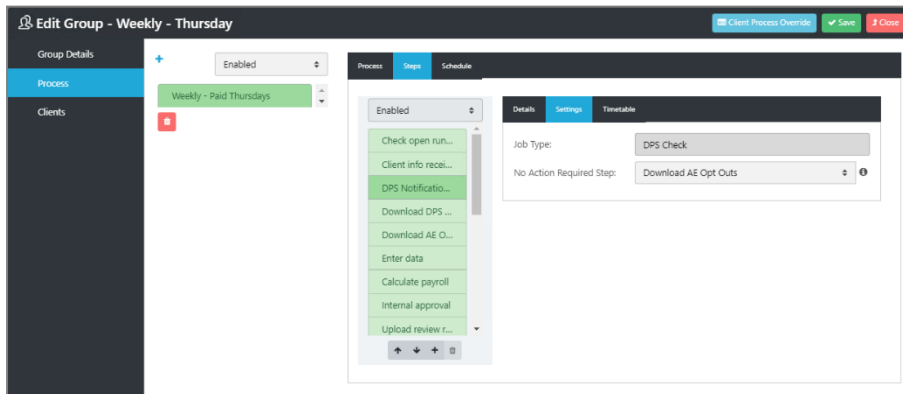 Edit Group - Weekly - Thursday
Client Process Override
Save
Close
Group Details
Process
Clients
Enabled
Weekly - Paid Thursdays
Process Steps Schedule
Enabled
Check open run...
Client info recei...
DPS Notificatio...
Download DPS ...
Download AE O...
Enter data
Calculate payroll
Internal approval
Upload review r...
Details Settings Timetable
Job Type: DPS Check
No Action Required Step: Download AE Opt Outs